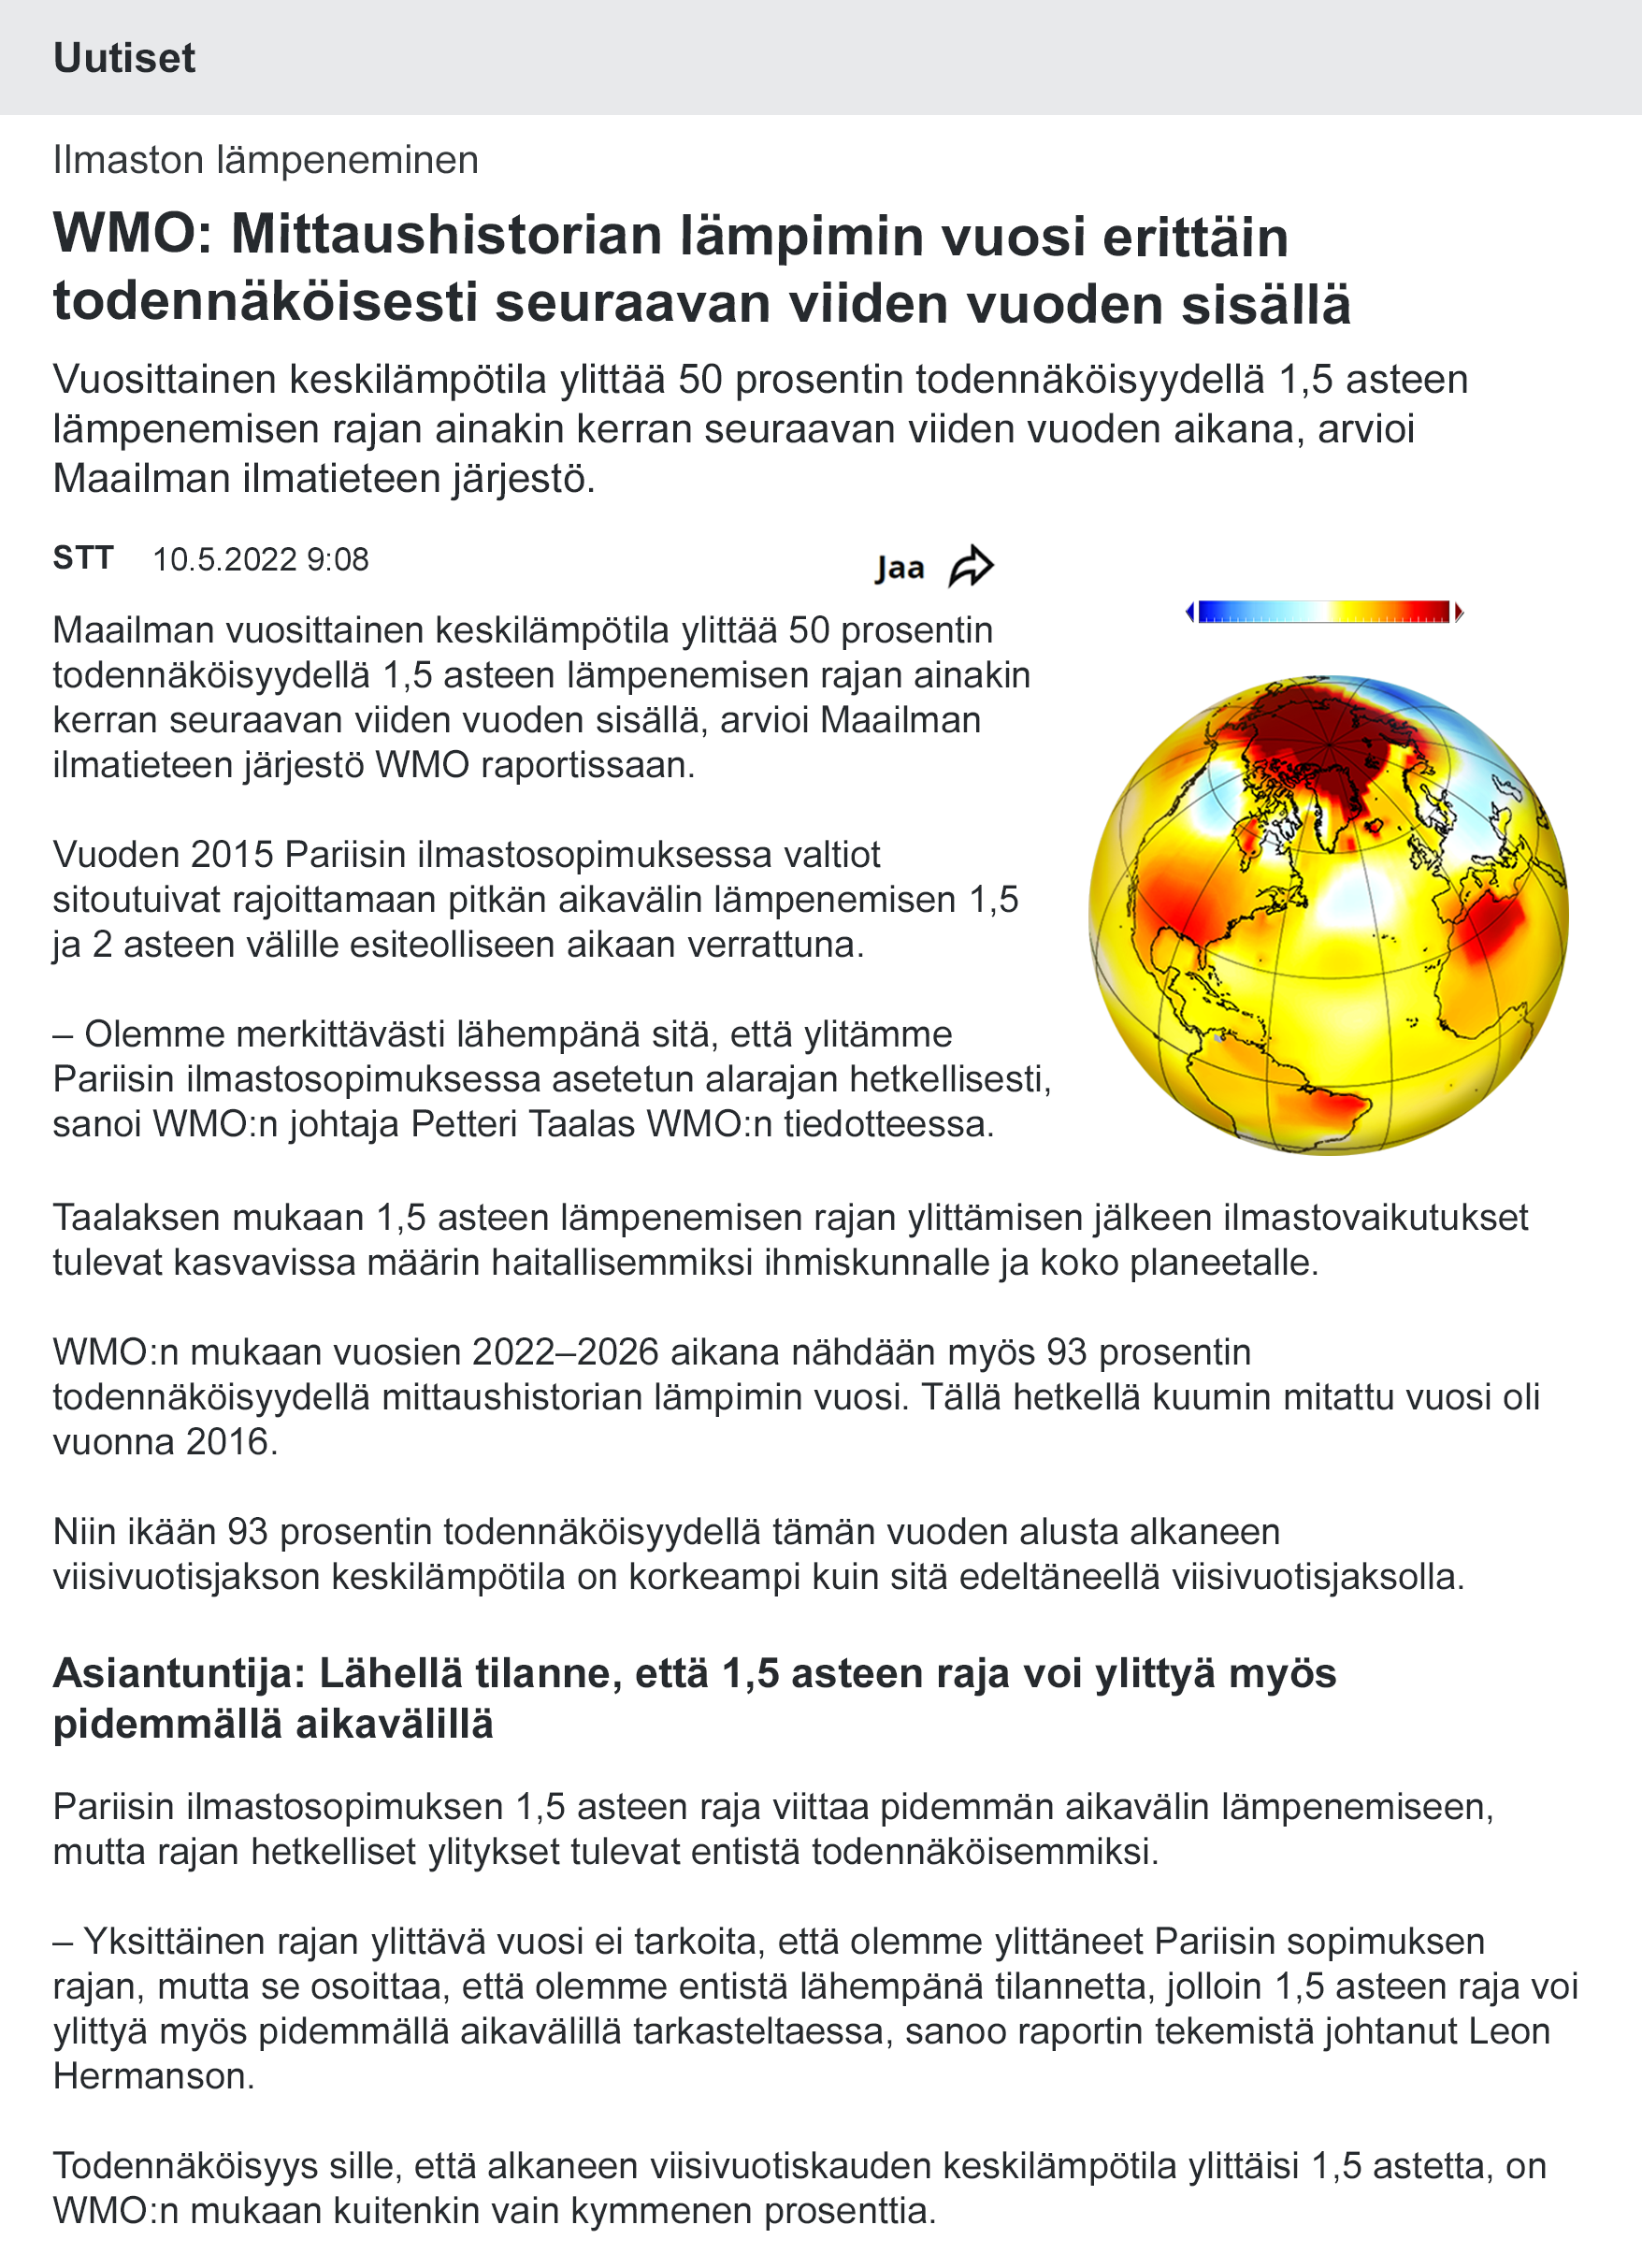 Uutiset
Ilmaston lämpeneminen
WMO: Mittaushistorian lämpimin vuosi erittäin
todennäköisesti seuraavan viiden vuoden sisällä
Vuosittainen keskilämpötila ylittää 50 prosentin todennäköisyydellä 1,5 asteen
lämpenemisen rajan ainakin kerran seuraavan viiden vuoden aikana, arvioi
Maailman ilmatieteen järjestö.
STT 10.5.2022 9:08 Jaa
Maailman vuosittainen keskilämpötila ylittää 50 prosentin
todennäköisyydellä 1,5 asteen lämpenemisen rajan ainakin
kerran seuraavan viiden vuoden sisällä, arvioi Maailman
ilmatieteen järjestö WMO raportissaan.
Vuoden 2015 Pariisin ilmastosopimuksessa valtiot
sitoutuivat rajoittamaan pitkän aikavälin lämpenemisen 1,5
ja 2 asteen välille esiteolliseen aikaan verrattuna.
– Olemme merkittävästi lähempänä sitä, että ylitämme
Pariisin ilmastosopimuksessa asetetun alarajan hetkellisesti,
sanoi WMO:n johtaja Petteri Taalas WMO:n tiedotteessa.
Taalaksen mukaan 1,5 asteen lämpenemisen rajan ylittämisen jälkeen ilmastovaikutukset
tulevat kasvavissa määrin haitallisemmiksi ihmiskunnalle ja koko planeetalle.
WMO:n mukaan vuosien 2022–2026 aikana nähdään myös 93 prosentin
todennäköisyydellä mittaushistorian lämpimin vuosi. Tällä hetkellä kuumin mitattu vuosi oli
vuonna 2016.
Niin ikään 93 prosentin todennäköisyydellä tämän vuoden alusta alkaneen
viisivuotisjakson keskilämpötila on korkeampi kuin sitä edeltäneellä viisivuotisjaksolla.
Asiantuntija: Lähellä tilanne, että 1,5 asteen raja voi ylittyä myös
pidemmällä aikavälillä
Pariisin ilmastosopimuksen 1,5 asteen raja viittaa pidemmän aikavälin lämpenemiseen,
mutta rajan hetkelliset ylitykset tulevat entistä todennäköisemmiksi.
– Yksittäinen rajan ylittävä vuosi ei tarkoita, että olemme ylittäneet Pariisin sopimuksen
rajan, mutta se osoittaa, että olemme entistä lähempänä tilannetta, jolloin 1,5 asteen raja voi
ylittyä myös pidemmällä aikavälillä tarkasteltaessa, sanoo raportin tekemistä johtanut Leon
Hermanson.
Todennäköisyys sille, että alkaneen viisivuotiskauden keskilämpötila ylittäisi 1,5 astetta, on
WMO:n mukaan kuitenkin vain kymmenen prosenttia.